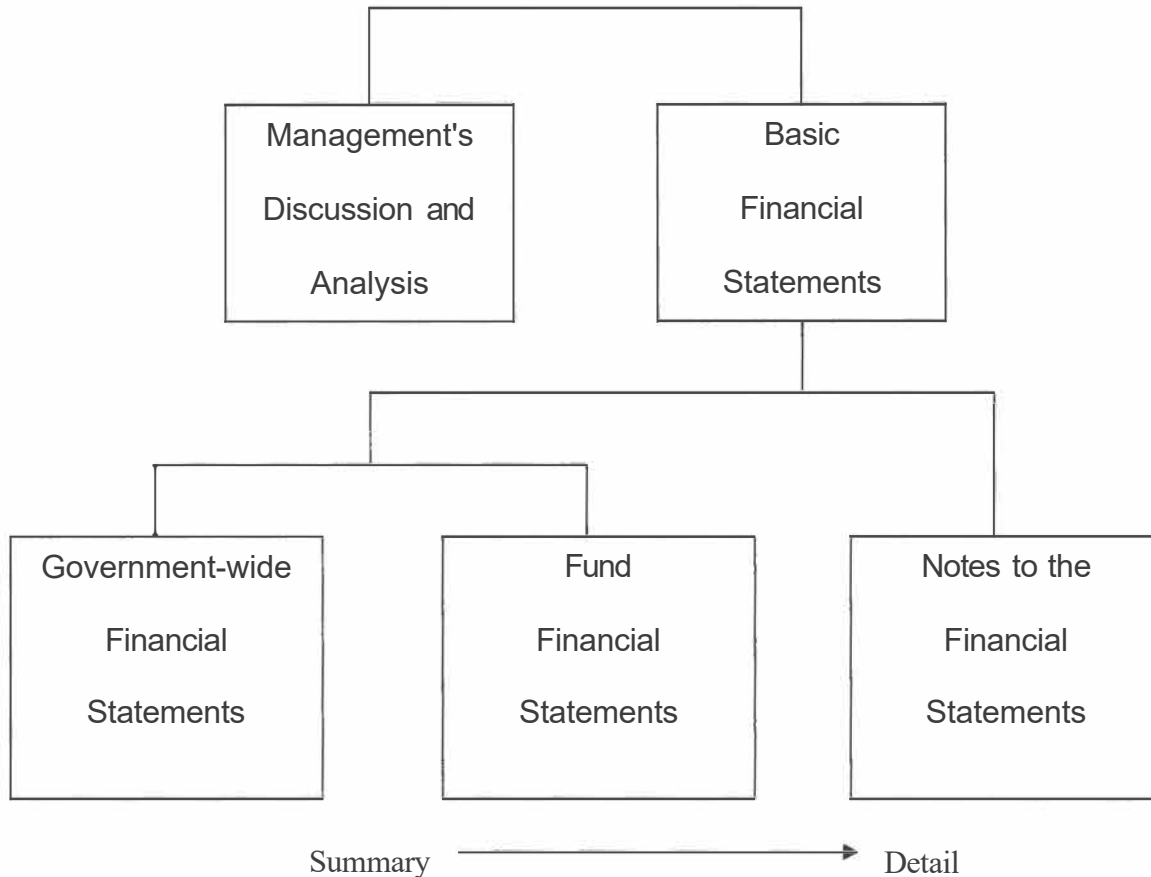 Management's
Discussion and
Analysis
Basic
Financial
Statements
Government-wide
Financial
Statements
Fund
Financial
Statements
Notes to the
Financial
Statements
Summary
Detail